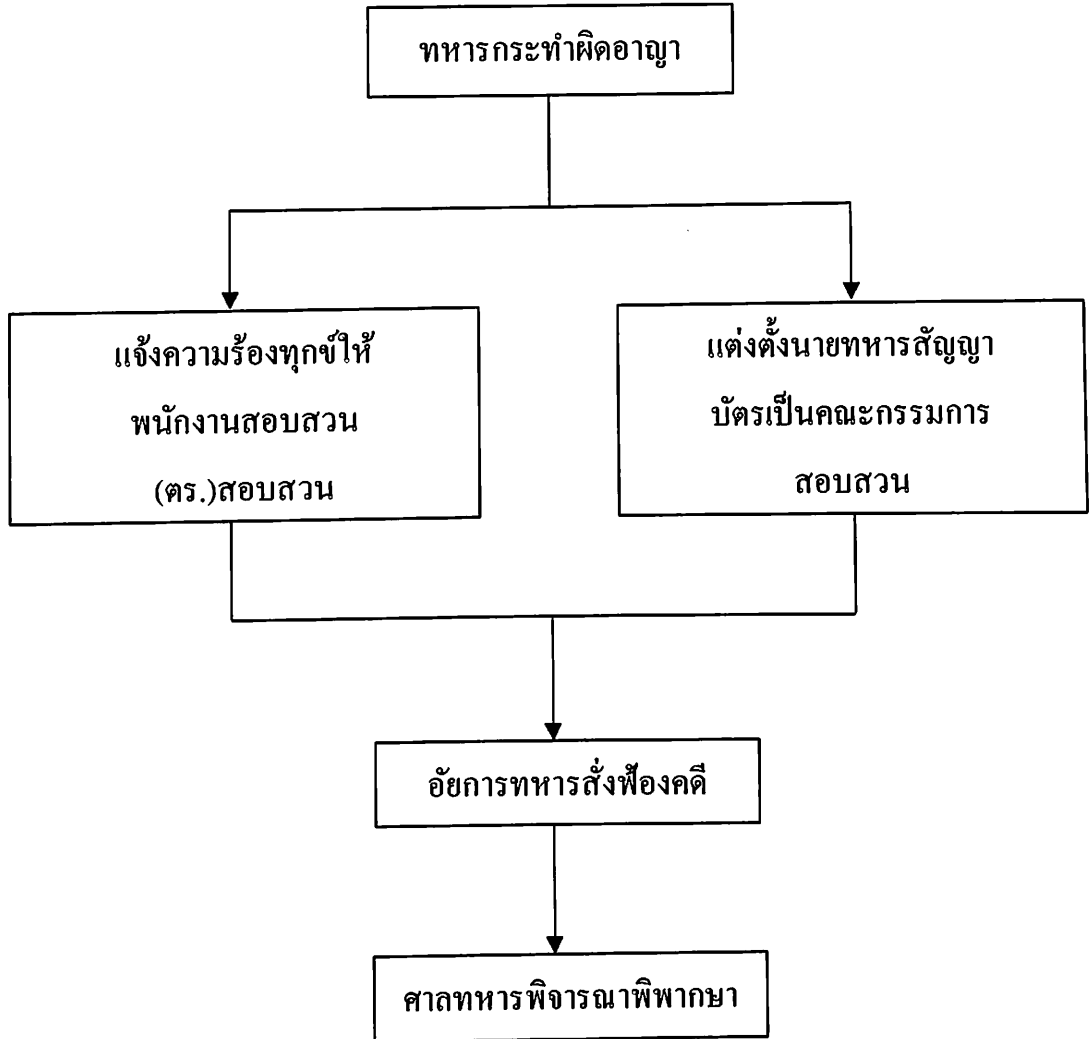 ทหารกระทำผิดอาญา
แจ้งความร้องทุกข์ให้
พนักงานสอบสวน
(ตร.)สอบสวน
แต่งตั้งนายทหารสัญญา
บัตรเป็นคณะกรรมการ
สอบสวน
อัยการทหารสั่งฟ้องคดี
ศาลทหารพิจารณาพิพากษา